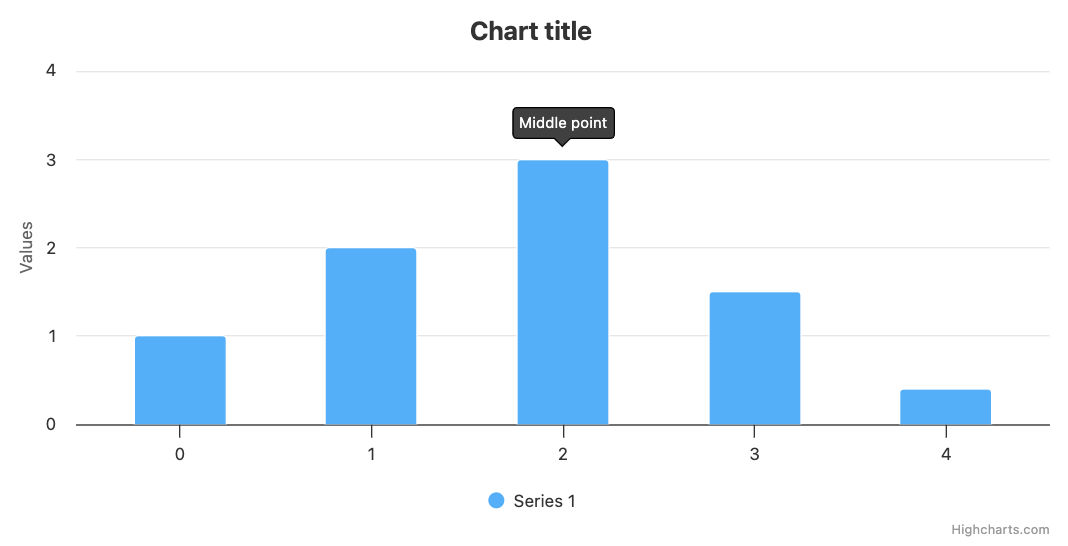 Chart title
4
Middle point
3
2
Values
1
0
0 1 2 3 4
Series 1
Highcharts.com